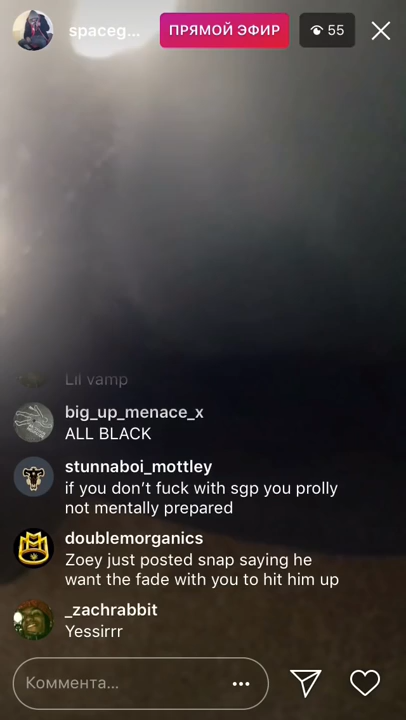 spaceg...
ПРЯМОЙ ЭФИР
55
Lil vamp
big_up_menace_x
ALL BLACK
stunnaboi_mottley
if you don’t fuck with sgp you prolly
not mentally prepared
doublemorganics
Zoey just posted snap saying he
want the fade with you to hit him up
_zachrabbit
Yessirrr
Коммента...